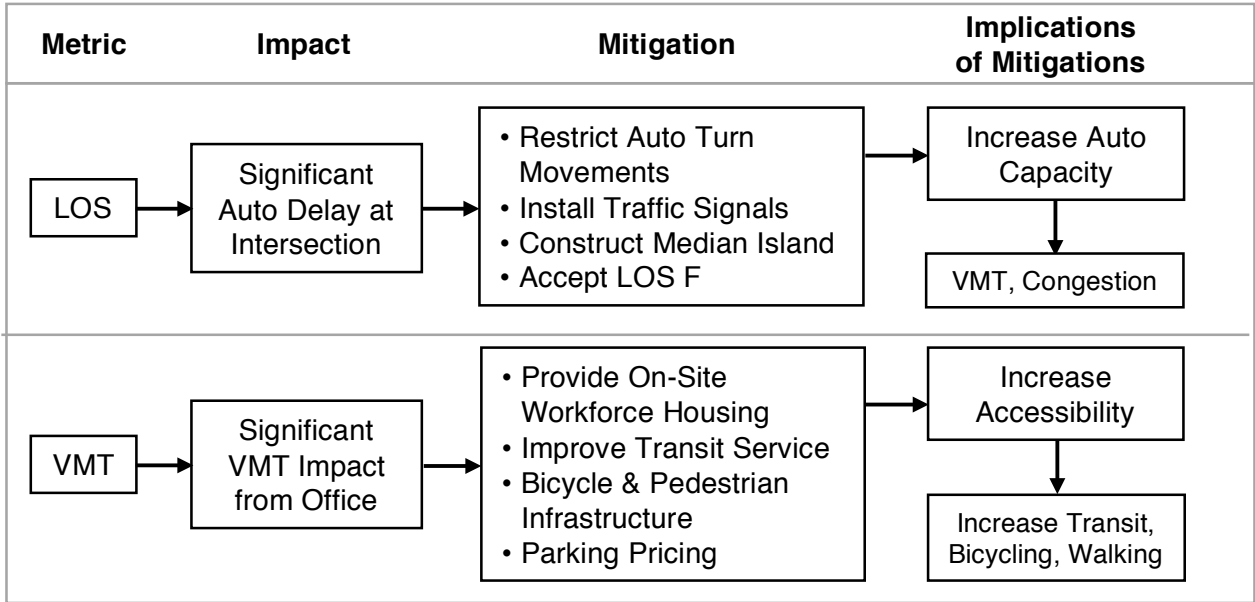 Metric
Impact
Mitigation
Implications
of Mitigations
LOS
Significant
Auto Delay at
Intersection
• Restrict Auto Turn
Movements
• Install Traffic Signals
• Construct Median Island
• Accept LOS F
Increase Auto
Capacity
VMT, Congestion
VMT
Significant
VMT Impact
from Office
• Provide On-Site
Workforce Housing
• Improve Transit Service
• Bicycle & Pedestrian
Infrastructure
• Parking Pricing
Increase
Accessibility
Increase Transit,
Bicycling, Walking